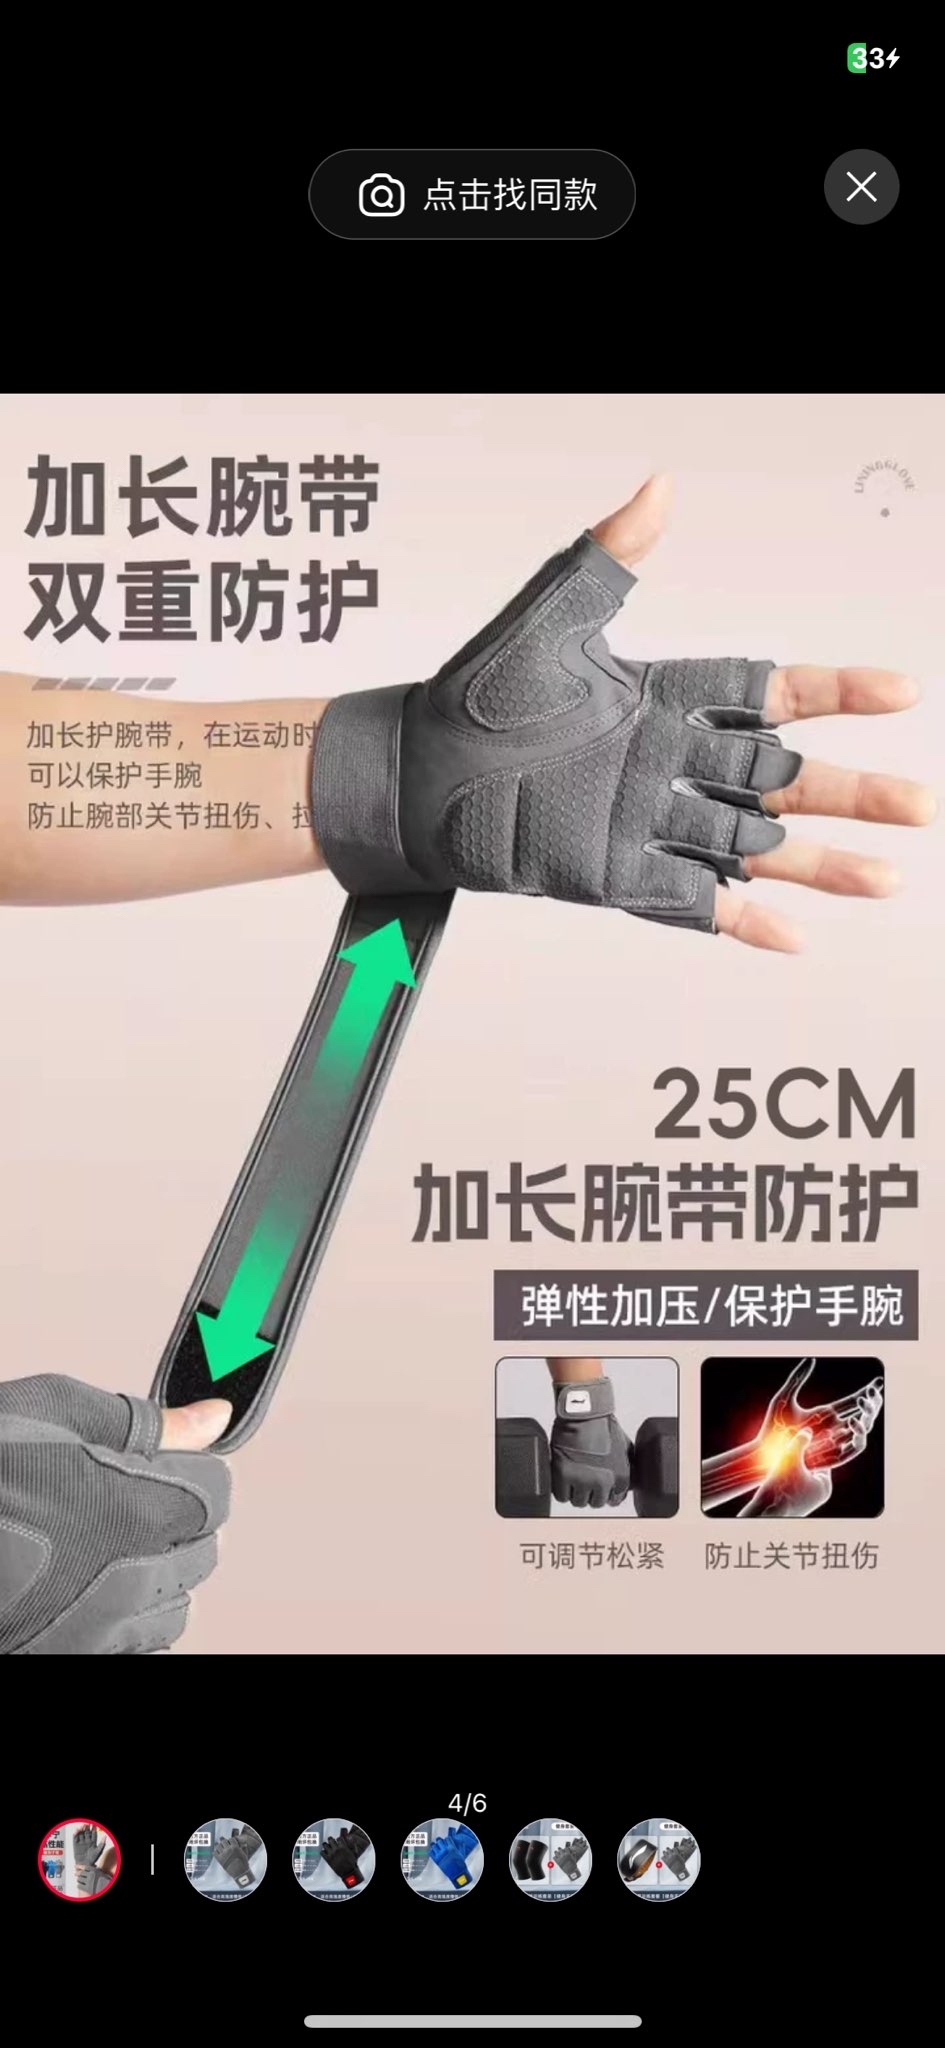 33
点击找同款
加长腕带
双重防护
LININGGLOVE
加长护腕带，在运动时
可以保护手腕
防止腕部关节扭伤、拉
25CM
加长腕带防护
弹性加压/保护手腕
可调节松紧
防止关节扭伤
4/6